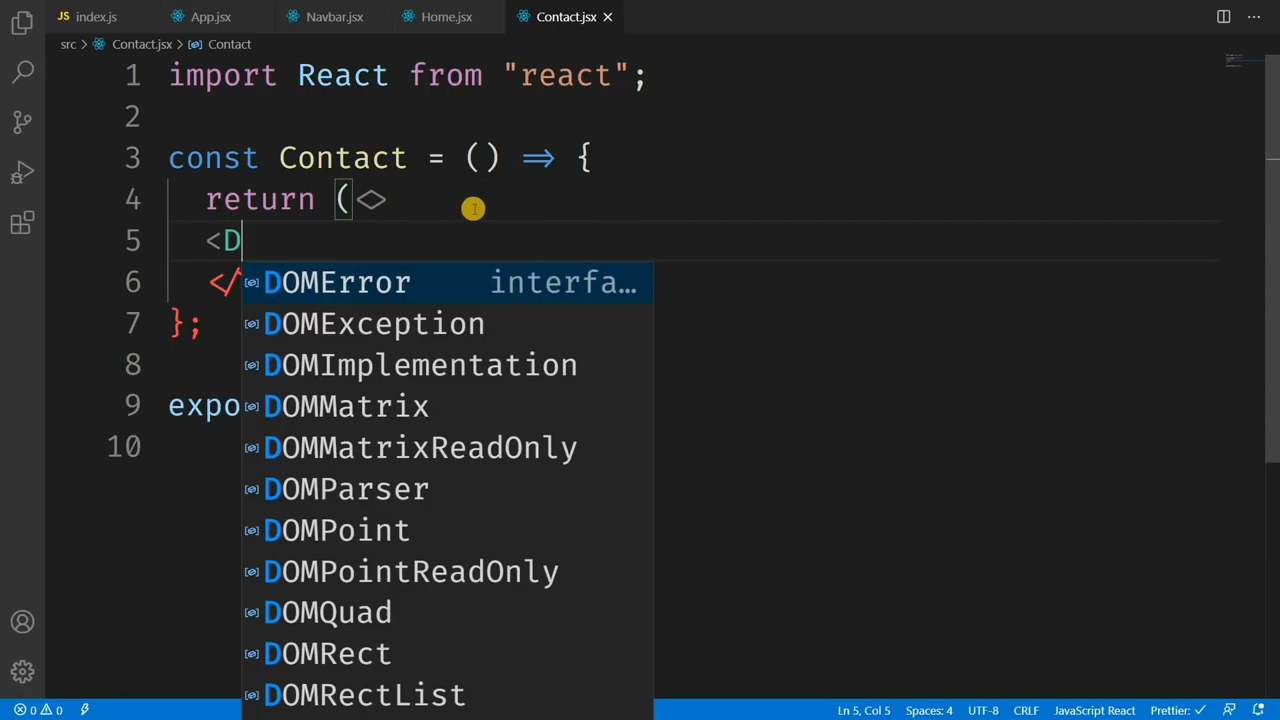 index.js App.jsx Navbar.jsx Home.jsx Contact.jsx
src > Contact.jsx > Contact
1 import React from "react";
2
3 const Contact = () => {
4 return (<>
5 <D
6 </
7 };
8
9 expo
10
DOMError interfa…
DOMException
DOMImplementation
DOMMatrix
DOMMatrixReadOnly
DOMParser
DOMPoint
DOMPointReadOnly
DOMQuad
DOMRect
DOMRectList
0 0 Ln 5, Col 5 Spaces: 4 UTF-8 CRLF JavaScript React Prettier: ✓